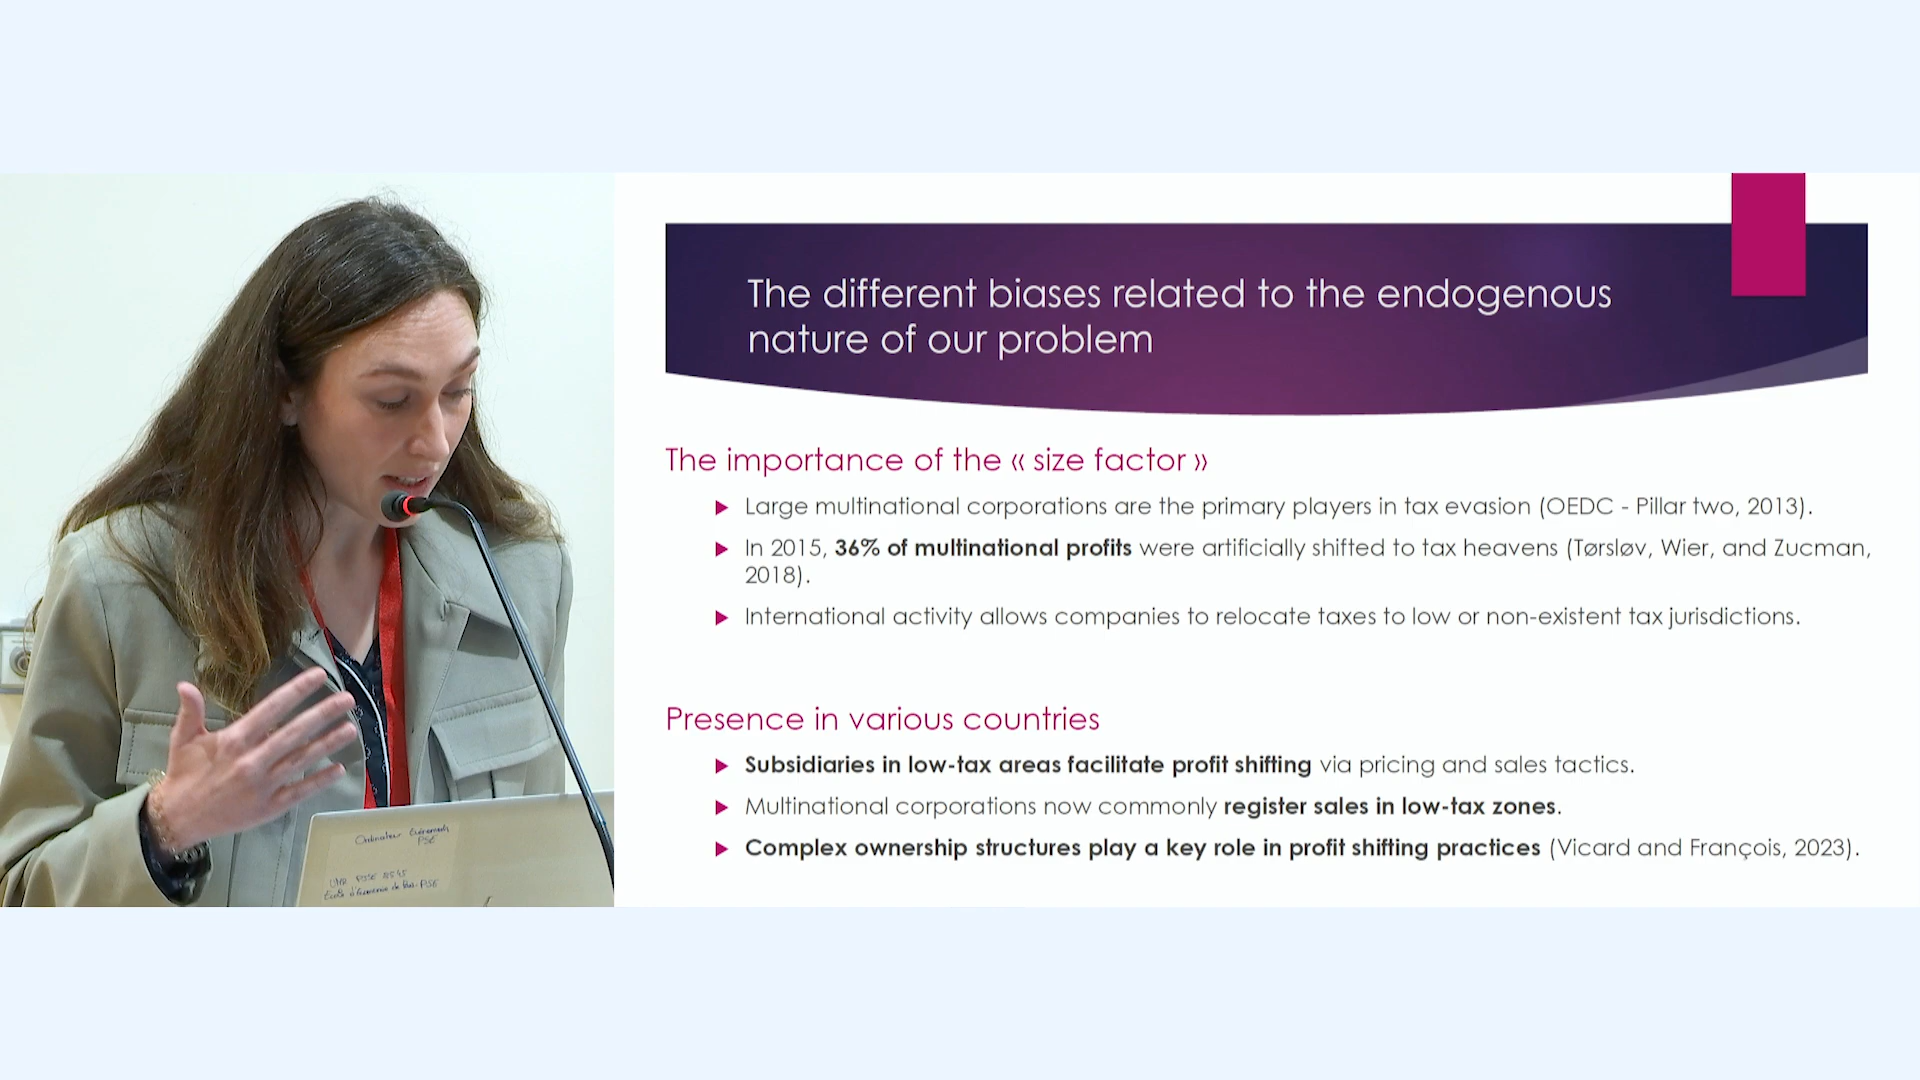 The different biases related to the endogenous
nature of our problem
The importance of the « size factor »
Large multinational corporations are the primary players in tax evasion (OEDC - Pillar two, 2013).
In 2015, 36% of multinational profits were artificially shifted to tax heavens (Tørsløv, Wier, and Zucman,
2018).
International activity allows companies to relocate taxes to low or non-existent tax jurisdictions.
Presence in various countries
Subsidiaries in low-tax areas facilitate profit shifting via pricing and sales tactics.
Multinational corporations now commonly register sales in low-tax zones.
Complex ownership structures play a key role in profit shifting practices (Vicard and François, 2023).
PSE